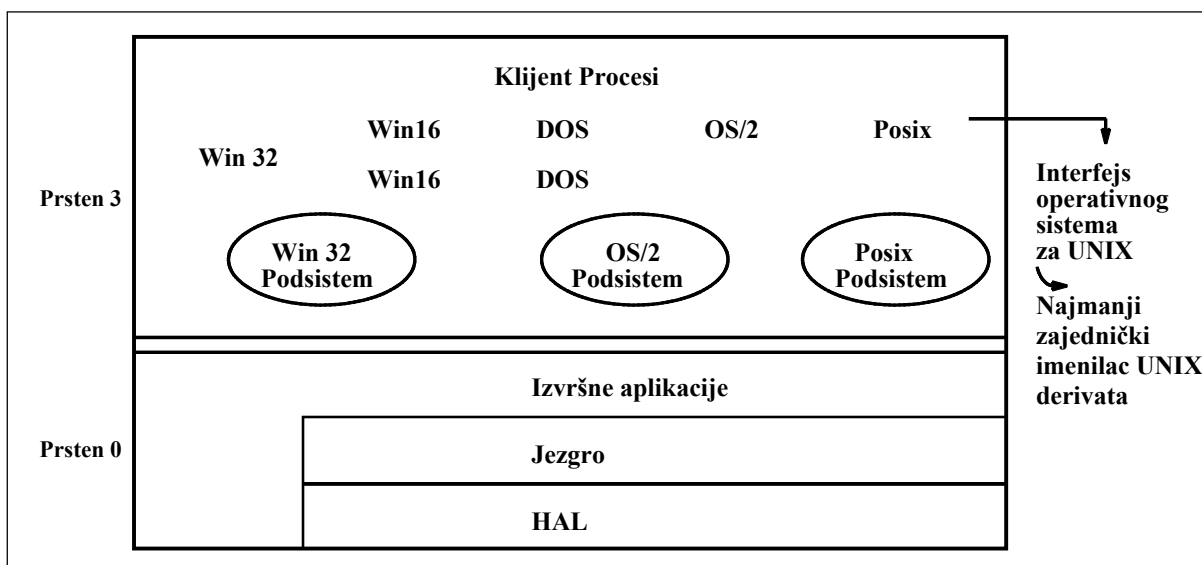 Klijent Procesi
Win16 DOS OS/2 Posix
Win 32
Win16 DOS
Prsten 3
Win 32
Podsistem
OS/2
Podsistem
Posix
Podsistem
Interfejs
operativnog
sistema
za UNIX
Najmanji
zajednički
imenilac UNIX
derivata
Izvršne aplikacije
Prsten 0
Jezgro
HAL